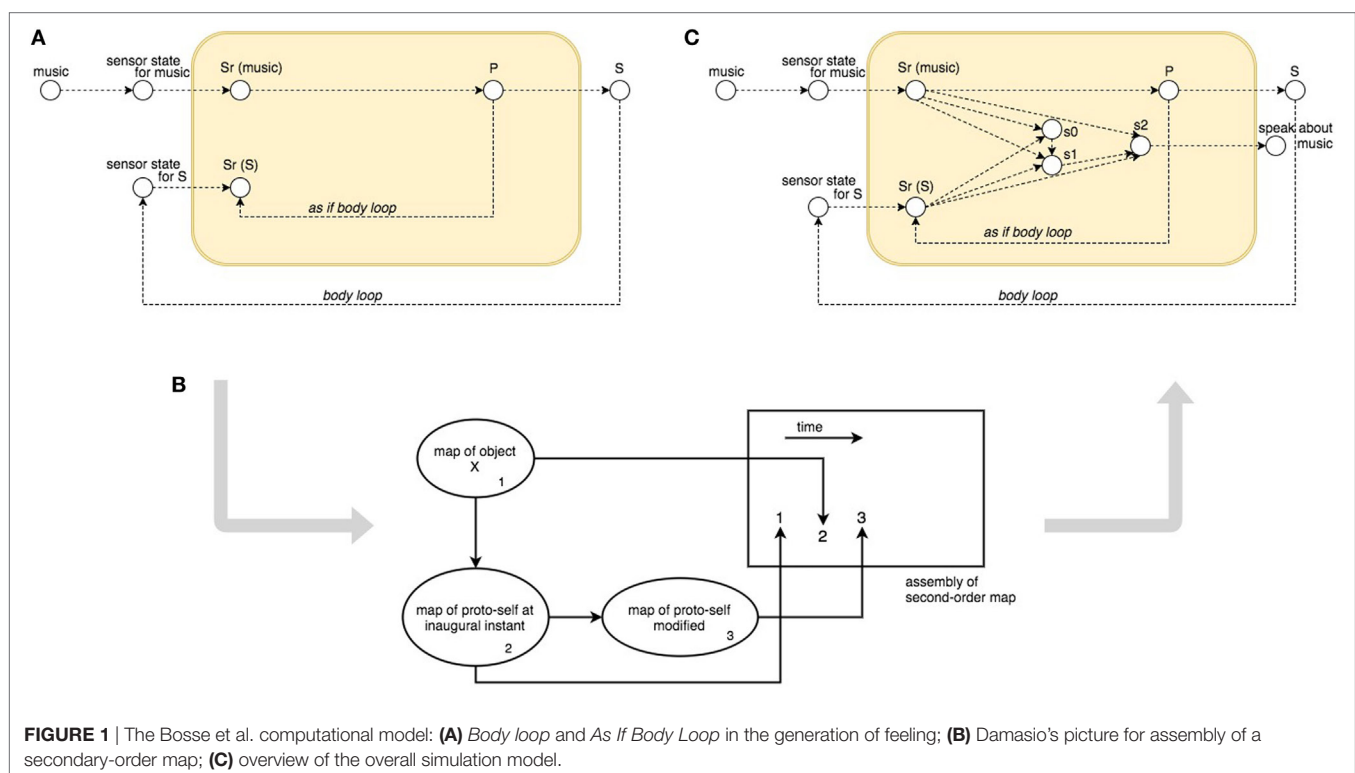 A
music
sensor state
for music
Sr (music)
P
S
sensor state
for S
Sr (S)
as if body loop
body loop
C
music
sensor state
for music
Sr (music)
P
S
s0
s1
s2
speak about
music
sensor state
for S
Sr (S)
as if body loop
body loop
B
map of object
X
1
map of proto-self at
inaugural instant
2
map of proto-self
modified
3
time
1
2
3
assembly of
second-order map
FIGURE 1 | The Bosse et al. computational model: (A) Body loop and As If Body Loop in the generation of feeling; (B) Damasio's picture for assembly of a
secondary-order map; (C) overview of the overall simulation model.